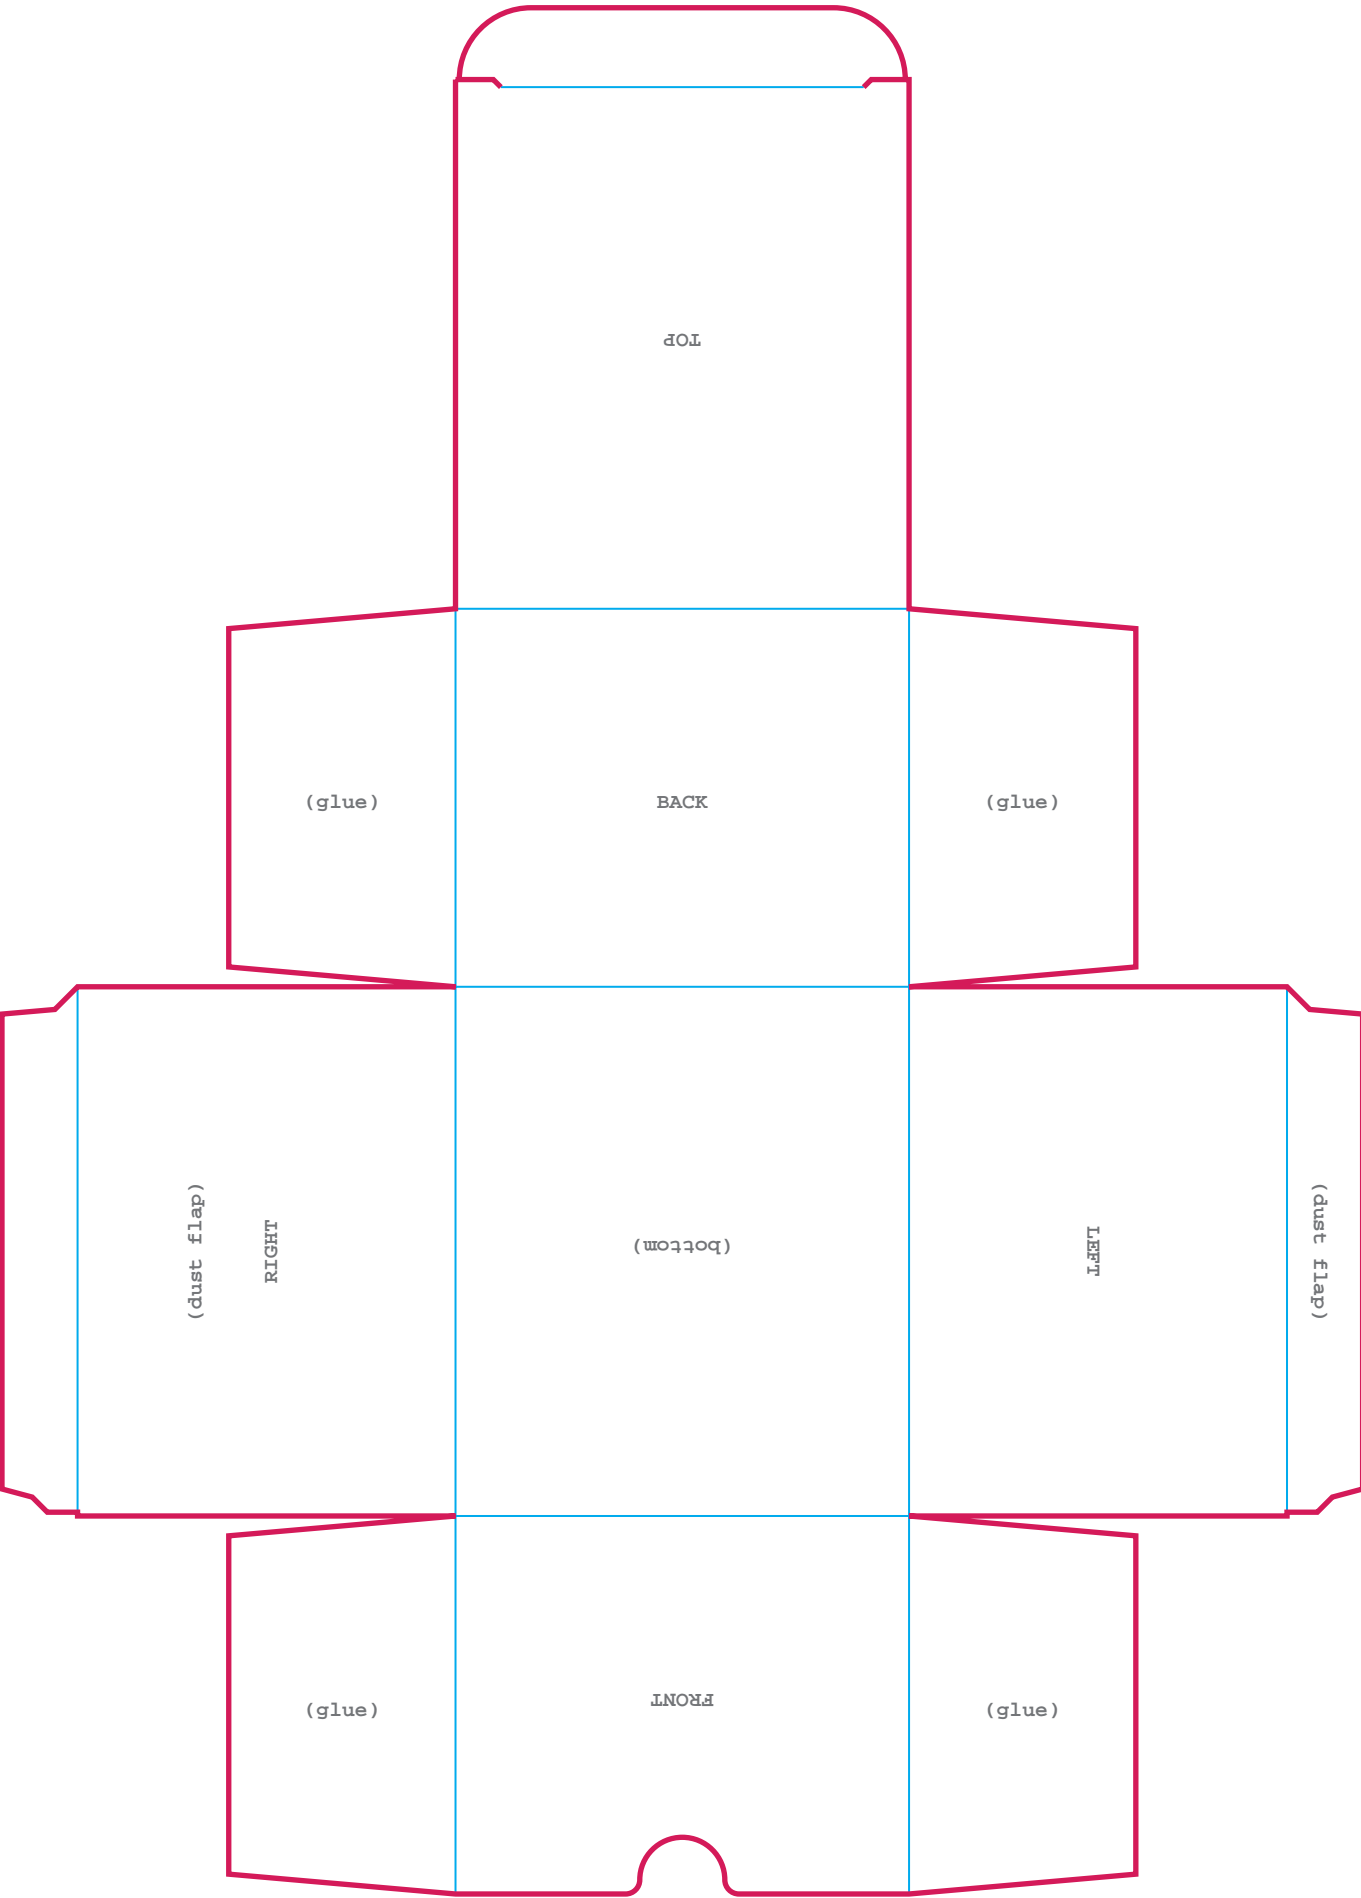 TOP
(glue)
BACK
(glue)
(dust flap)
RIGHT
(bottom)
LEFT
(dust flap)
(glue)
FRONT
(glue)